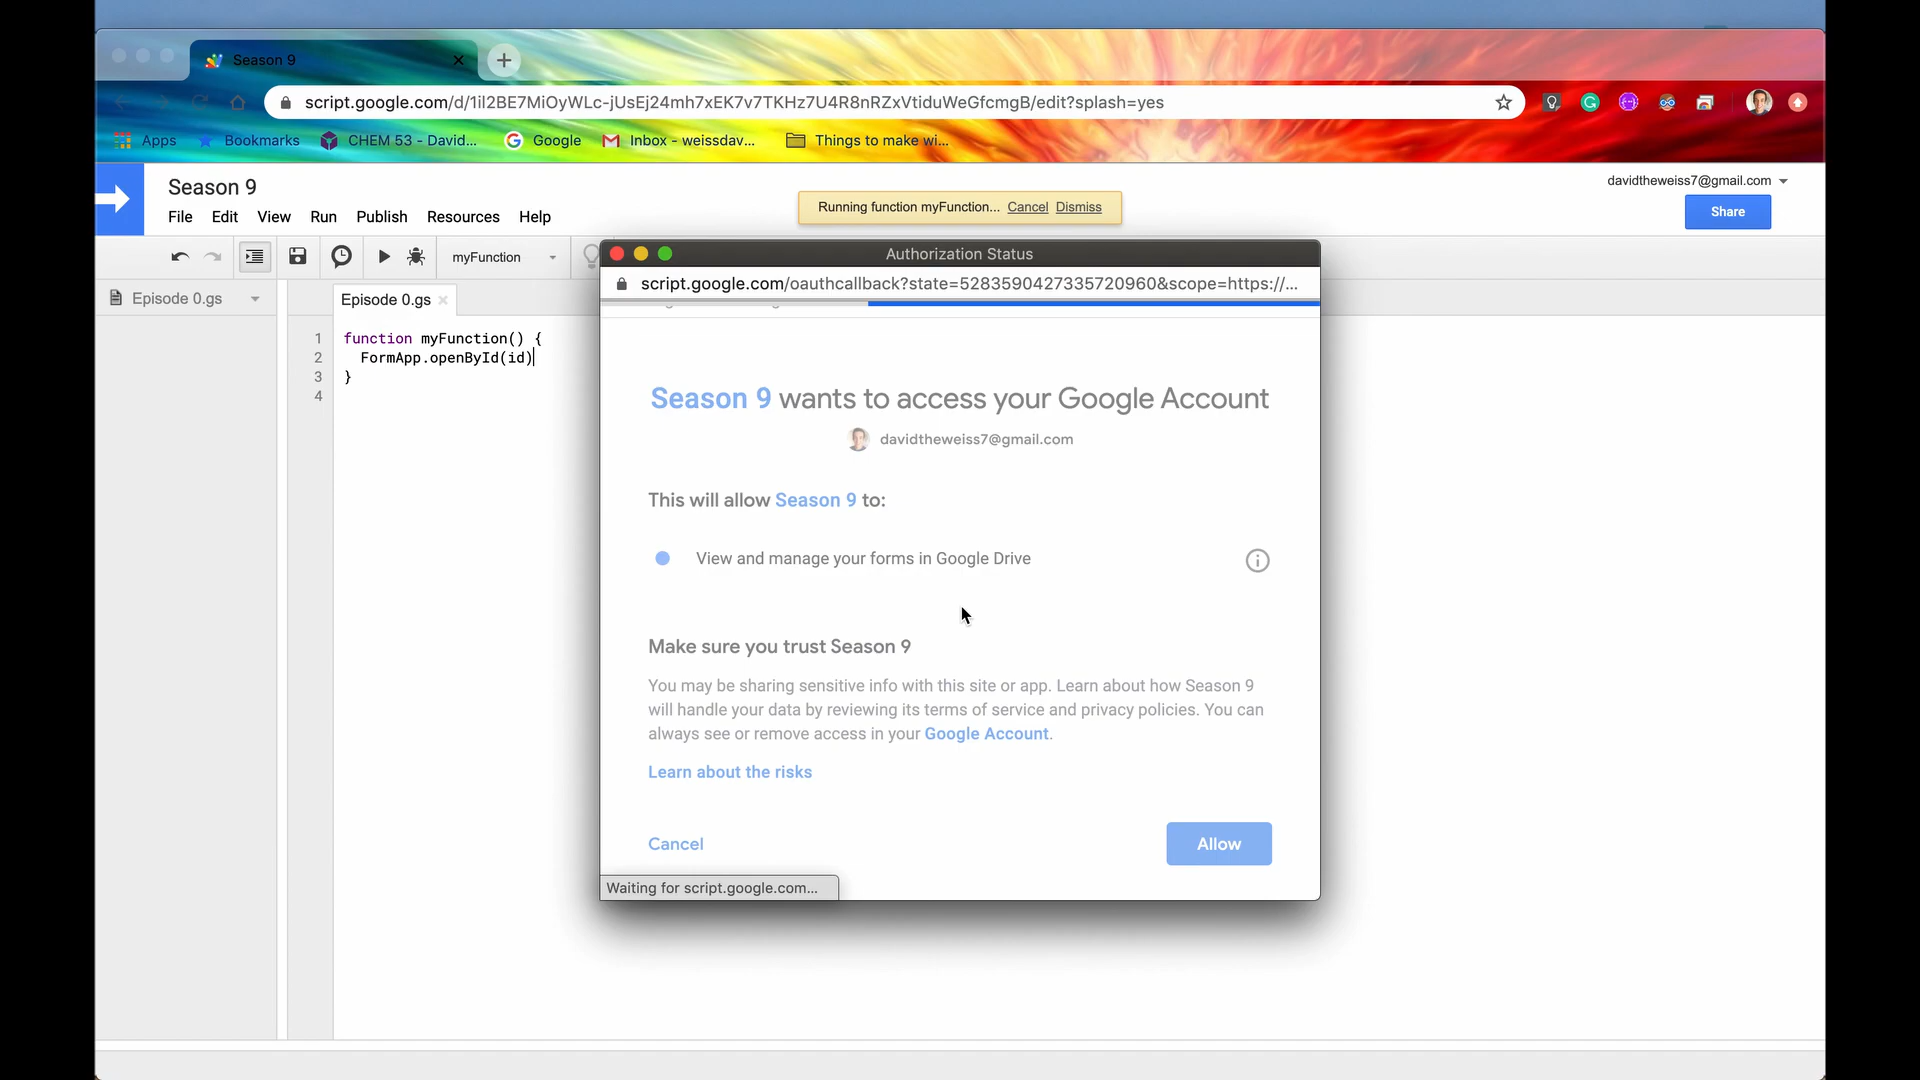 Season 9
script.google.com/d/1il2BE7MiOyWLc-jUsEj24mh7xEK7v7TKHz7U4R8nRZxVtiduWeGfcmgB/edit?splash=yes
Apps Bookmarks CHEM 53 - David... Google Inbox - weissdav... Things to make wi...
Season 9
davidtheweiss7@gmail.com
File Edit View Run Publish Resources Help
Running function myFunction... Cancel Dismiss
Share
myFunction
Authorization Status
script.google.com/oauthcallback?state=5283590427335720960&scope=https://...
Episode 0.gs
Episode 0.gs
1 function myFunction() {
2 FormApp.openById(id)
3 }
4
Season 9 wants to access your Google Account
davidtheweiss7@gmail.com
This will allow Season 9 to:
View and manage your forms in Google Drive
Make sure you trust Season 9
You may be sharing sensitive info with this site or app. Learn about how Season 9
will handle your data by reviewing its terms of service and privacy policies. You can
always see or remove access in your Google Account.
Learn about the risks
Cancel Allow
Waiting for script.google.com...